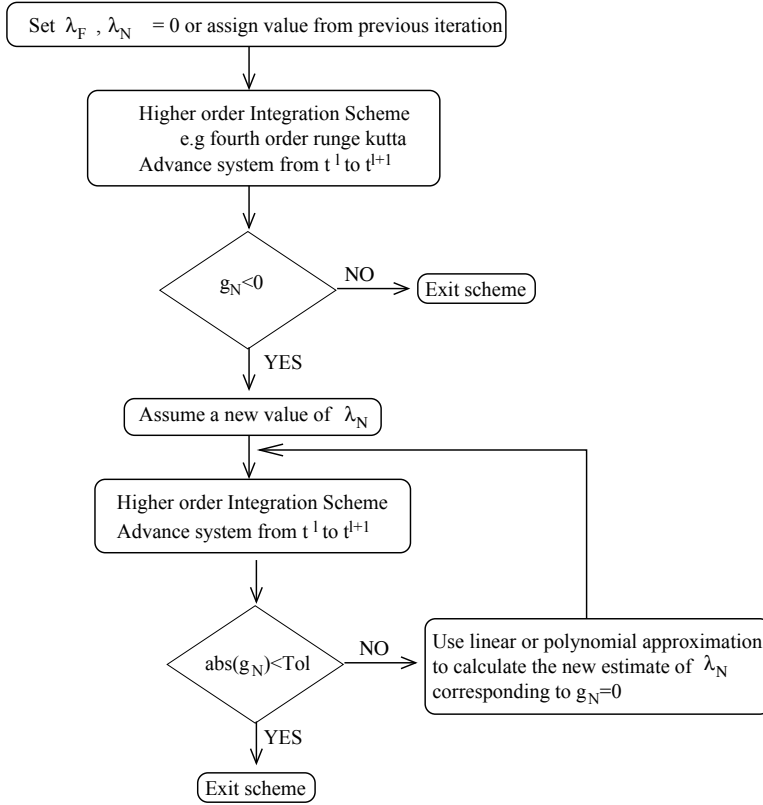 Set λF , λN = 0 or assign value from previous iteration
Higher order Integration Scheme
e.g fourth order runge kutta
Advance system from t l to t l+1
gN<0
NO
Exit scheme
YES
Assume a new value of λN
Higher order Integration Scheme
Advance system from t l to t l+1
abs(gN)<Tol
NO
Use linear or polynomial approximation
to calculate the new estimate of λN
corresponding to gN=0
YES
Exit scheme